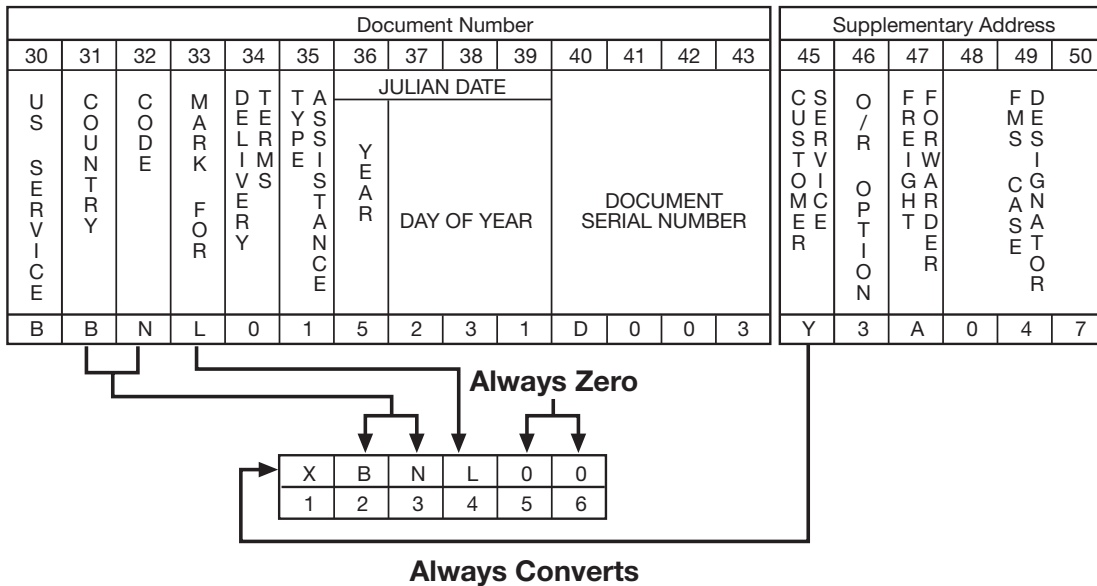 Document Number
Supplementary Address
30 31 32 33 34 35 36 37 38 39 40 41 42 43 45 46 47 48 49 50
US SERVICE
COUNTRY
CODE
MARK FOR
DELIVERY
TERMS
TYPE
ASSISTANCE
JULIAN DATE
YEAR
DAY OF YEAR
DOCUMENT
SERIAL NUMBER
CUSTOMER
SERVICE
O/R OPTION
FREIGHT
FORWARDER
FMS CASE
DESIGNATOR
B B N L 0 1 5 2 3 1 D 0 0 3 Y 3 A 0 4 7
Always Zero
X B N L 0 0
1 2 3 4 5 6
Always Converts